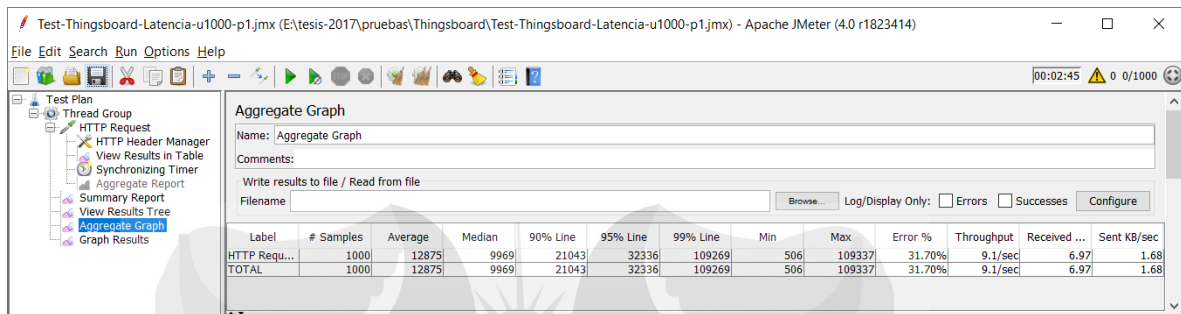 Test-Thingsboard-Latencia-u1000-p1.jmx (E:\tesis-2017\pruebas\Thingsboard\Test-Thingsboard-Latencia-u1000-p1.jmx) - Apache JMeter (4.0 r1823414)
File Edit Search Run Options Help
00:02:45 0 0/1000
Test Plan
Thread Group
HTTP Request
HTTP Header Manager
View Results in Table
Synchronizing Timer
Aggregate Report
Summary Report
View Results Tree
Aggregate Graph
Graph Results
Aggregate Graph
Name: Aggregate Graph
Comments:
Write results to file / Read from file
Filename Browse... Log/Display Only: Errors Successes Configure
Label # Samples Average Median 90% Line 95% Line 99% Line Min Max Error % Throughput Received ... Sent KB/sec
HTTP Requ... 1000 12875 9969 21043 32336 109269 506 109337 31.70% 9.1/sec 6.97 1.68
TOTAL 1000 12875 9969 21043 32336 109269 506 109337 31.70% 9.1/sec 6.97 1.68